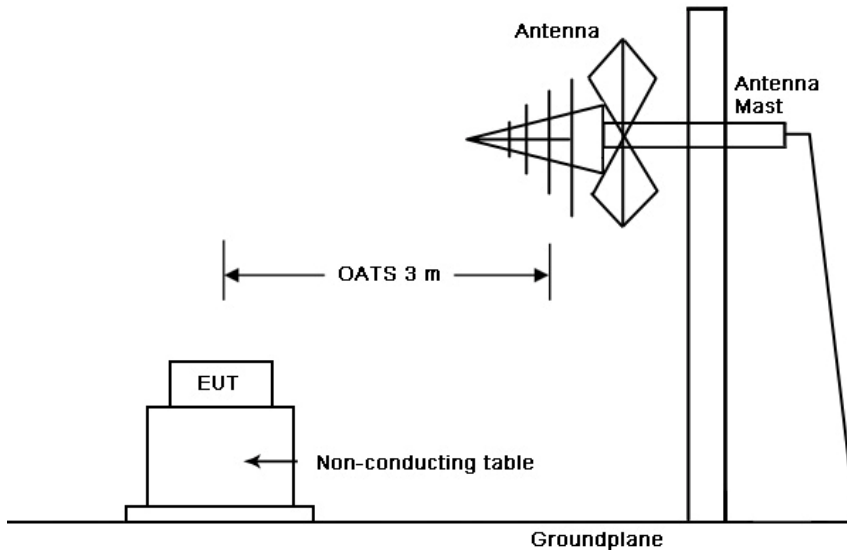 Antenna
Antenna
Mast
OATS 3 m
EUT
Non-conducting table
Groundplane